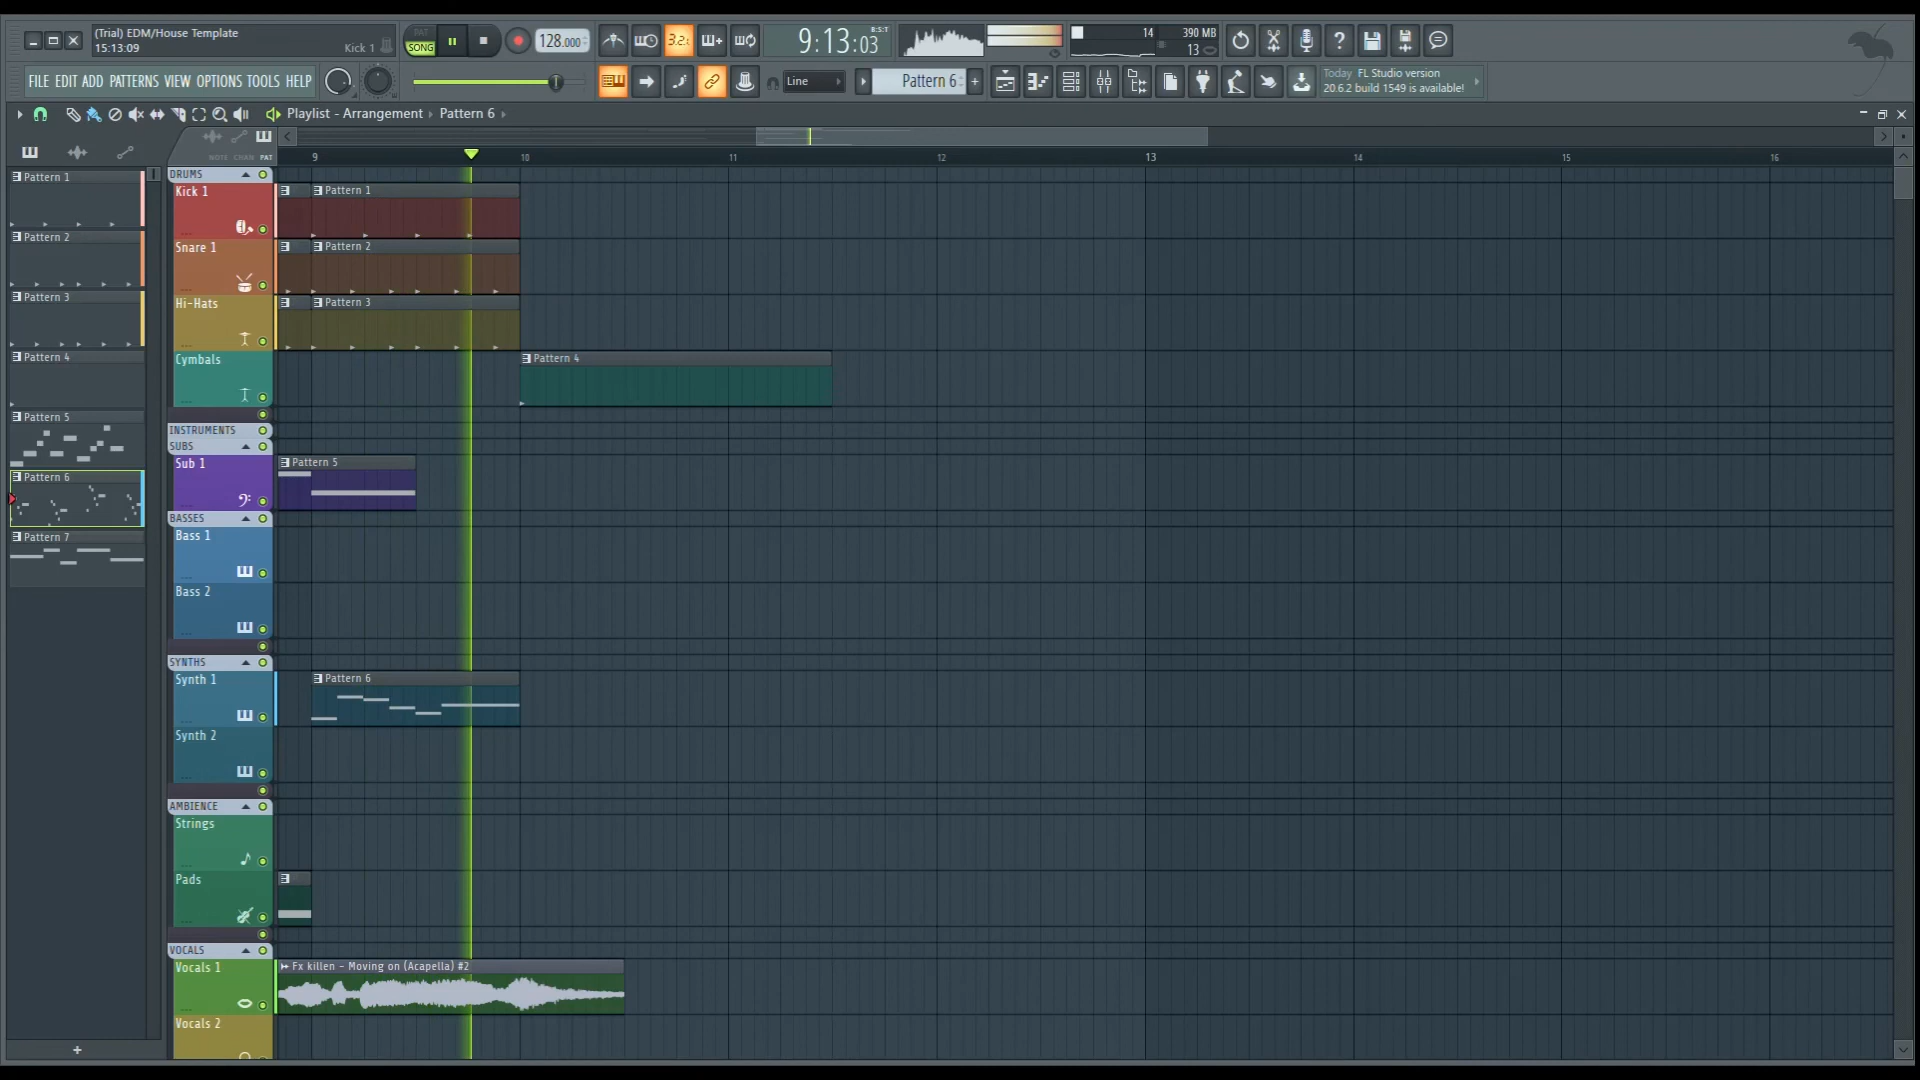 (Trial) EDM/House Template
15:13:09
Kick 1
PAT
SONG
128.000
3.2.
9:13:03
B:S:T
14
390 MB
13
FILE EDIT ADD PATTERNS VIEW OPTIONS TOOLS HELP
Line
Pattern 6
Today FL Studio version
20.6.2 build 1549 is available!
Playlist - Arrangement
Pattern 6
NOTE CHAN PAT
9 10 11 12 13 14 15 16
Pattern 1
Pattern 2
Pattern 3
Pattern 4
Pattern 5
Pattern 6
Pattern 7
DRUMS
Kick 1
Pattern 1
Snare 1
Pattern 2
Hi-Hats
Pattern 3
Cymbals
Pattern 4
INSTRUMENTS
SUBS
Sub 1
Pattern 5
BASSES
Bass 1
Bass 2
SYNTHS
Synth 1
Pattern 6
Synth 2
AMBIENCE
Strings
Pads
VOCALS
Vocals 1
Fx killen - Moving on (Acapella) #2
Vocals 2